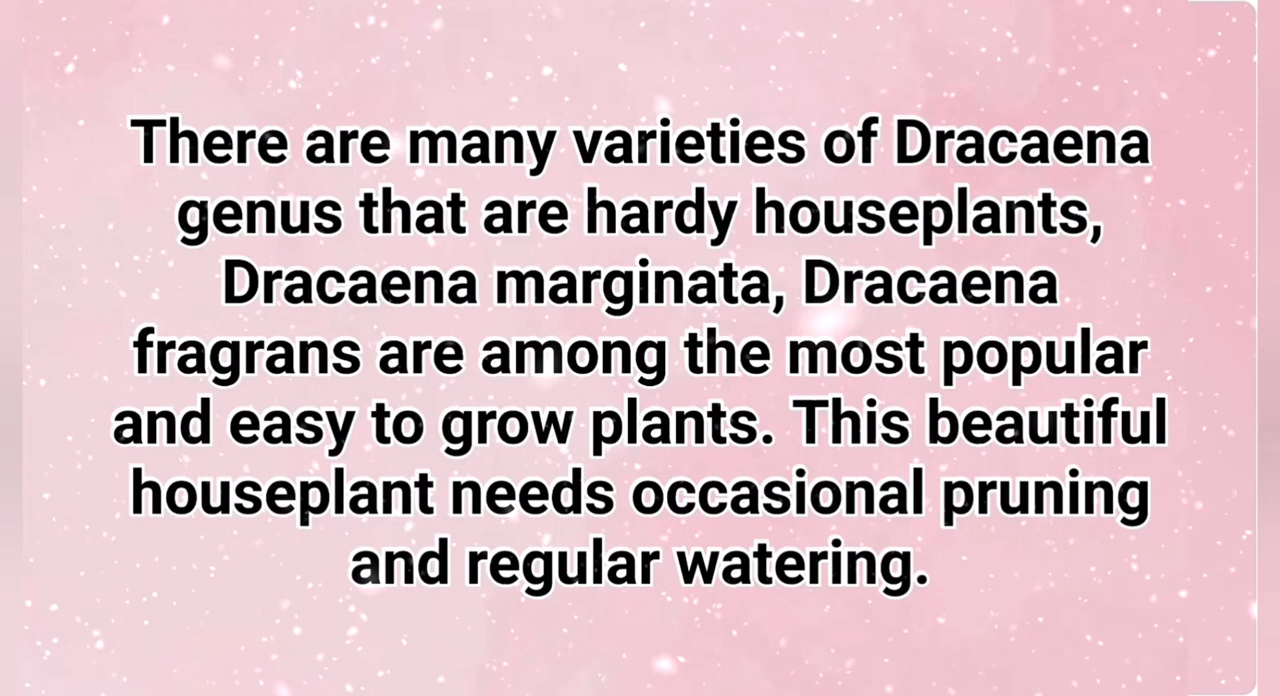 There are many varieties of Dracaena
genus that are hardy houseplants,
Dracaena marginata, Dracaena
fragrans are among the most popular
and easy to grow plants. This beautiful
houseplant needs occasional pruning
and regular watering.